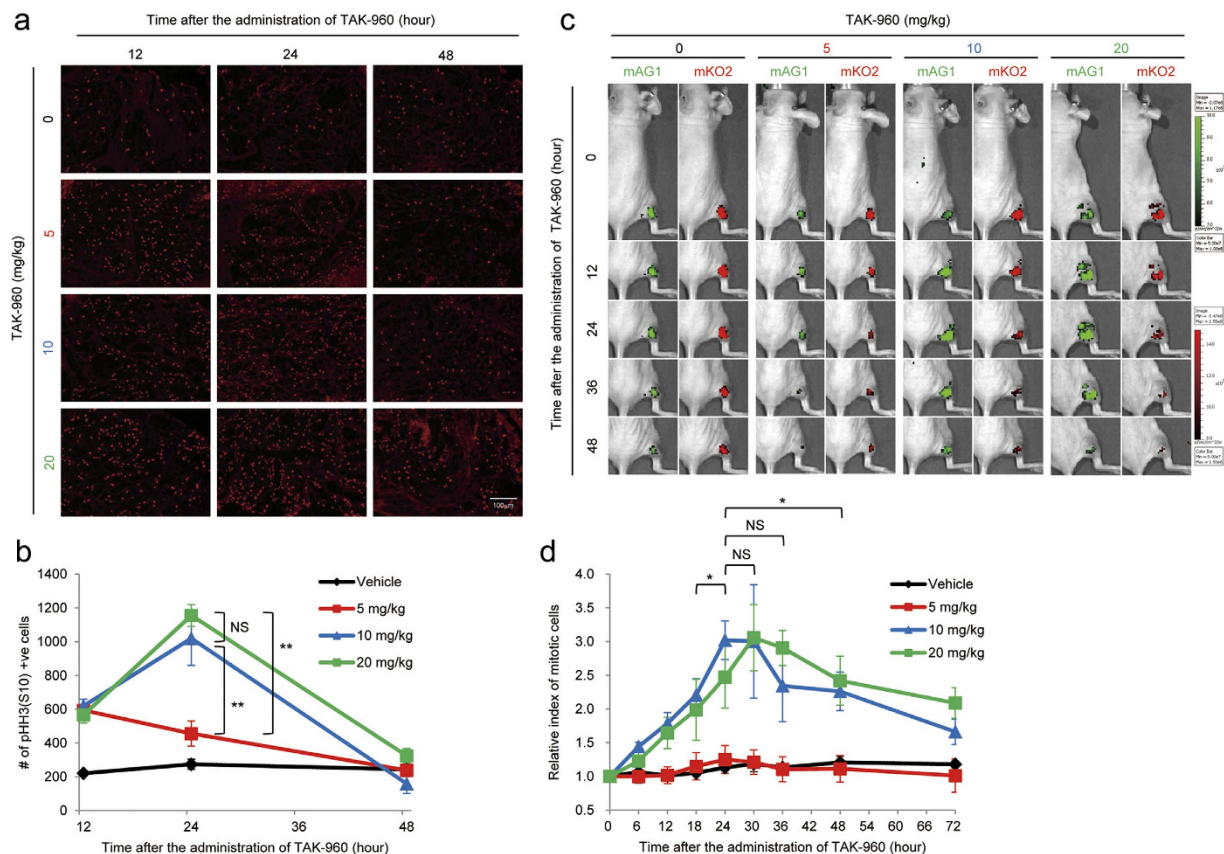 a
Time after the administration of TAK-960 (hour)
12 24 48
TAK-960 (mg/kg)
0
5
10
20
100μm
c
TAK-960 (mg/kg)
0 5 10 20
mAG1 mKO2 mAG1 mKO2 mAG1 mKO2 mAG1 mKO2
Time after the administration of TAK-960 (hour)
0
12
24
36
48
Image
Color Bar
Image
Color Bar
b
# of pHH3(S10) +ve cells
1400
1200
1000
800
600
400
200
0
12 24 36 48
Time after the administration of TAK-960 (hour)
Vehicle
5 mg/kg
10 mg/kg
20 mg/kg
NS
**
**
d
*
NS
NS
*
Relative index of mitotic cells
4.0
3.5
3.0
2.5
2.0
1.5
1.0
0.5
0 6 12 18 24 30 36 42 48 54 60 66 72
Time after the administration of TAK-960 (hour)
Vehicle
5 mg/kg
10 mg/kg
20 mg/kg